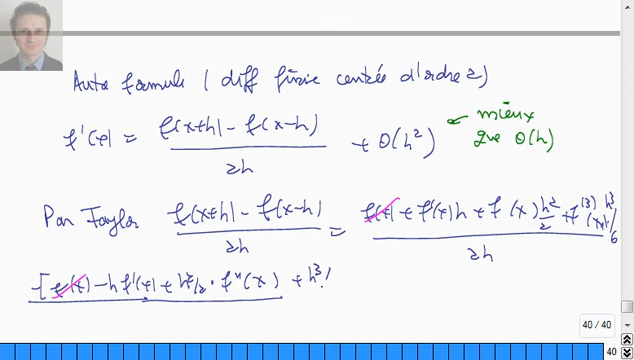 Autre formule ( diff finie centrée d'ordre 2)
f'(x) = f(x+h) - f(x-h) / 2h + O(h²) ← mieux que O(h)
Par Taylor f(x+h) - f(x-h) / 2h = f(x) + f'(x)h + f''(x) h²/2 + f⁽³⁾(x) h³/6 / 2h
-[f(x) - h f'(x) + h²/2 · f''(x) + h³/
40 / 40
40